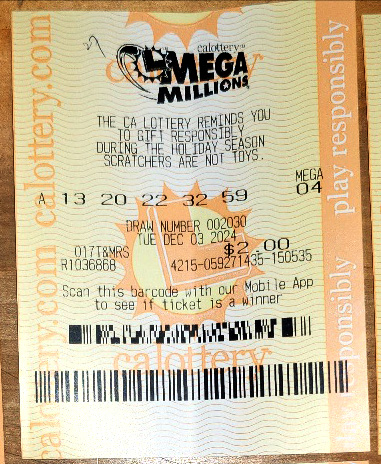 calottery
MEGA
MILLIONS
THE CA LOTTERY REMINDS YOU
TO GIFT RESPONSIBLY
DURING THE HOLIDAY SEASON
SCRATCHERS ARE NOT TOYS.
MEGA
A 13 20 22 32 59 04
DRAW NUMBER 002030
TUE DEC 03 2024
$2.00
017T&MRS
R1036868 4215-059271435-150535
Scan this barcode with our Mobile App
to see if ticket is a winner
calottery
calottery.com calottery.com
play responsibly play responsibly